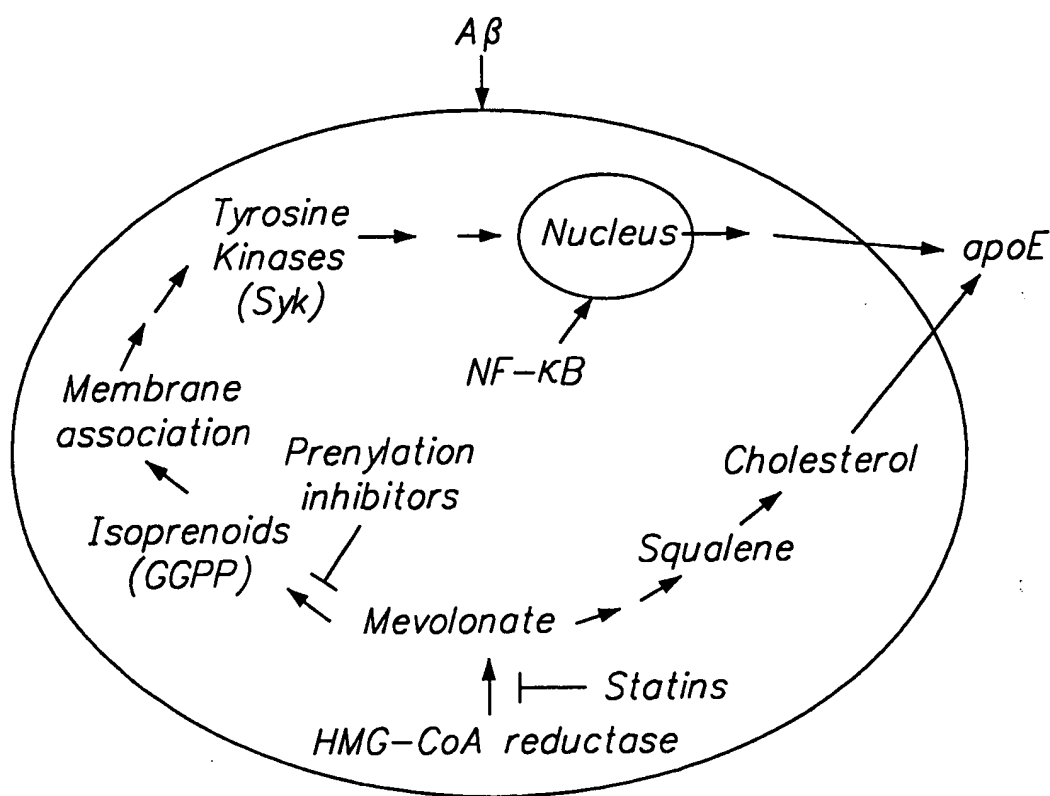 Aβ
Tyrosine
Kinases
(Syk)
Nucleus
apoE
NF-κB
Membrane
association
Prenylation
inhibitors
Cholesterol
Isoprenoids
(GGPP)
Squalene
Mevolonate
Statins
HMG-CoA reductase